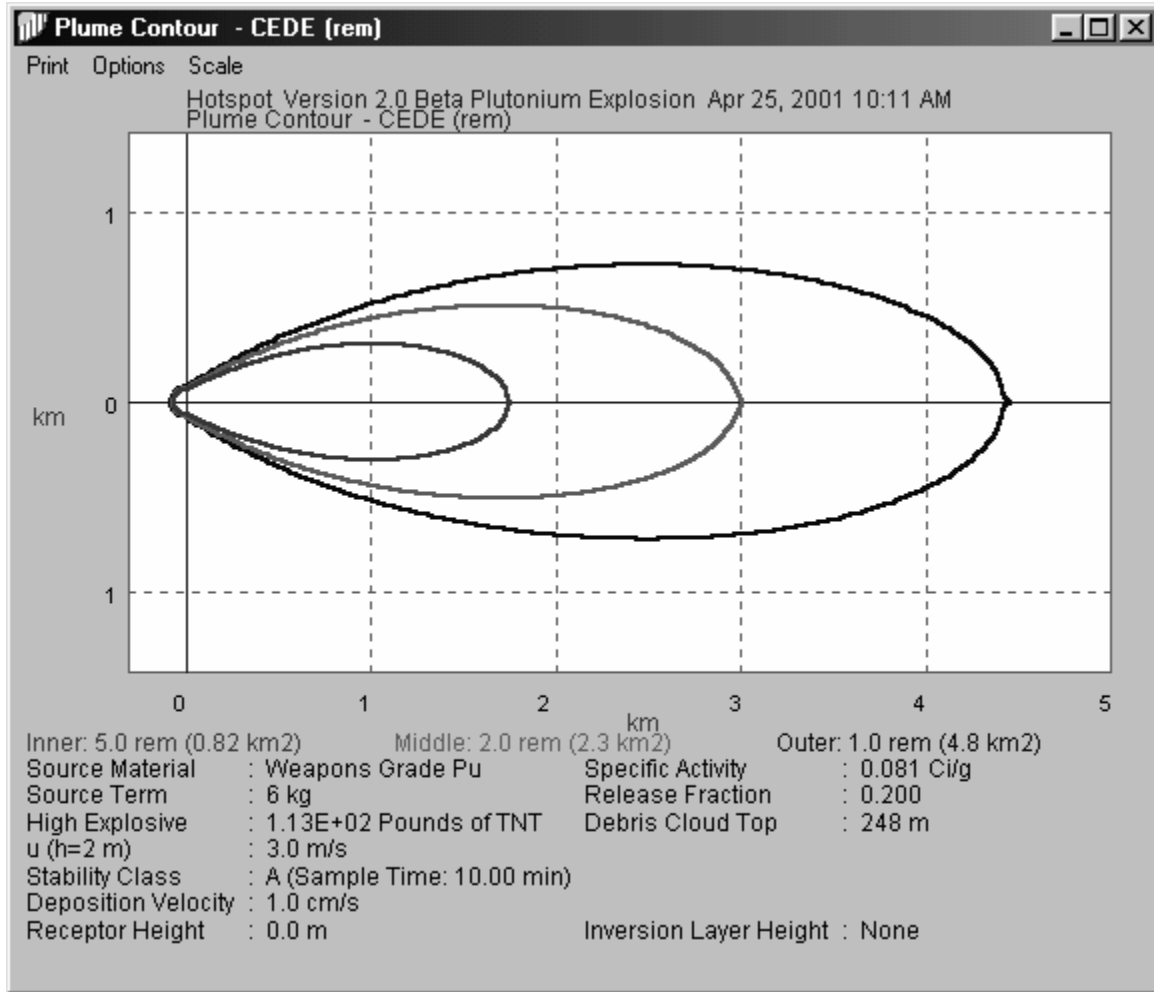 Plume Contour - CEDE (rem)
Print Options Scale
Hotspot Version 2.0 Beta Plutonium Explosion Apr 25, 2001 10:11 AM
Plume Contour - CEDE (rem)
1
0
km
1
0 1 2 3 4 5
km
Inner: 5.0 rem (0.82 km2) Middle: 2.0 rem (2.3 km2) Outer: 1.0 rem (4.8 km2)
Source Material : Weapons Grade Pu Specific Activity : 0.081 Ci/g
Source Term : 6 kg Release Fraction : 0.200
High Explosive : 1.13E+02 Pounds of TNT Debris Cloud Top : 248 m
u (h=2 m) : 3.0 m/s
Stability Class : A (Sample Time: 10.00 min)
Deposition Velocity : 1.0 cm/s
Receptor Height : 0.0 m Inversion Layer Height : None